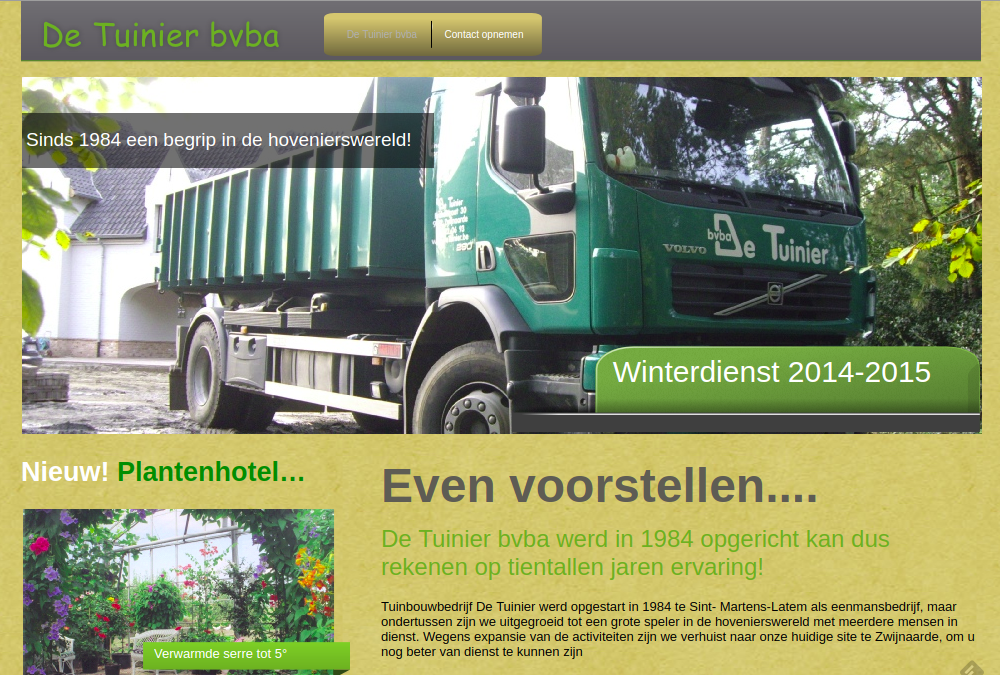 De Tuinier bvba
De Tuinier bvba
Contact opnemen
Sinds 1984 een begrip in de hovenierswereld!
bvba
De Tuinier
VOLVO
Winterdienst 2014-2015
Nieuw! Plantenhotel…
Verwarmde serre tot 5°
Even voorstellen....
De Tuinier bvba werd in 1984 opgericht kan dus
rekenen op tientallen jaren ervaring!
Tuinbouwbedrijf De Tuinier werd opgestart in 1984 te Sint- Martens-Latem als eenmansbedrijf, maar
ondertussen zijn we uitgegroeid tot een grote speler in de hovenierswereld met meerdere mensen in
dienst. Wegens expansie van de activiteiten zijn we verhuist naar onze huidige site te Zwijnaarde, om u
nog beter van dienst te kunnen zijn